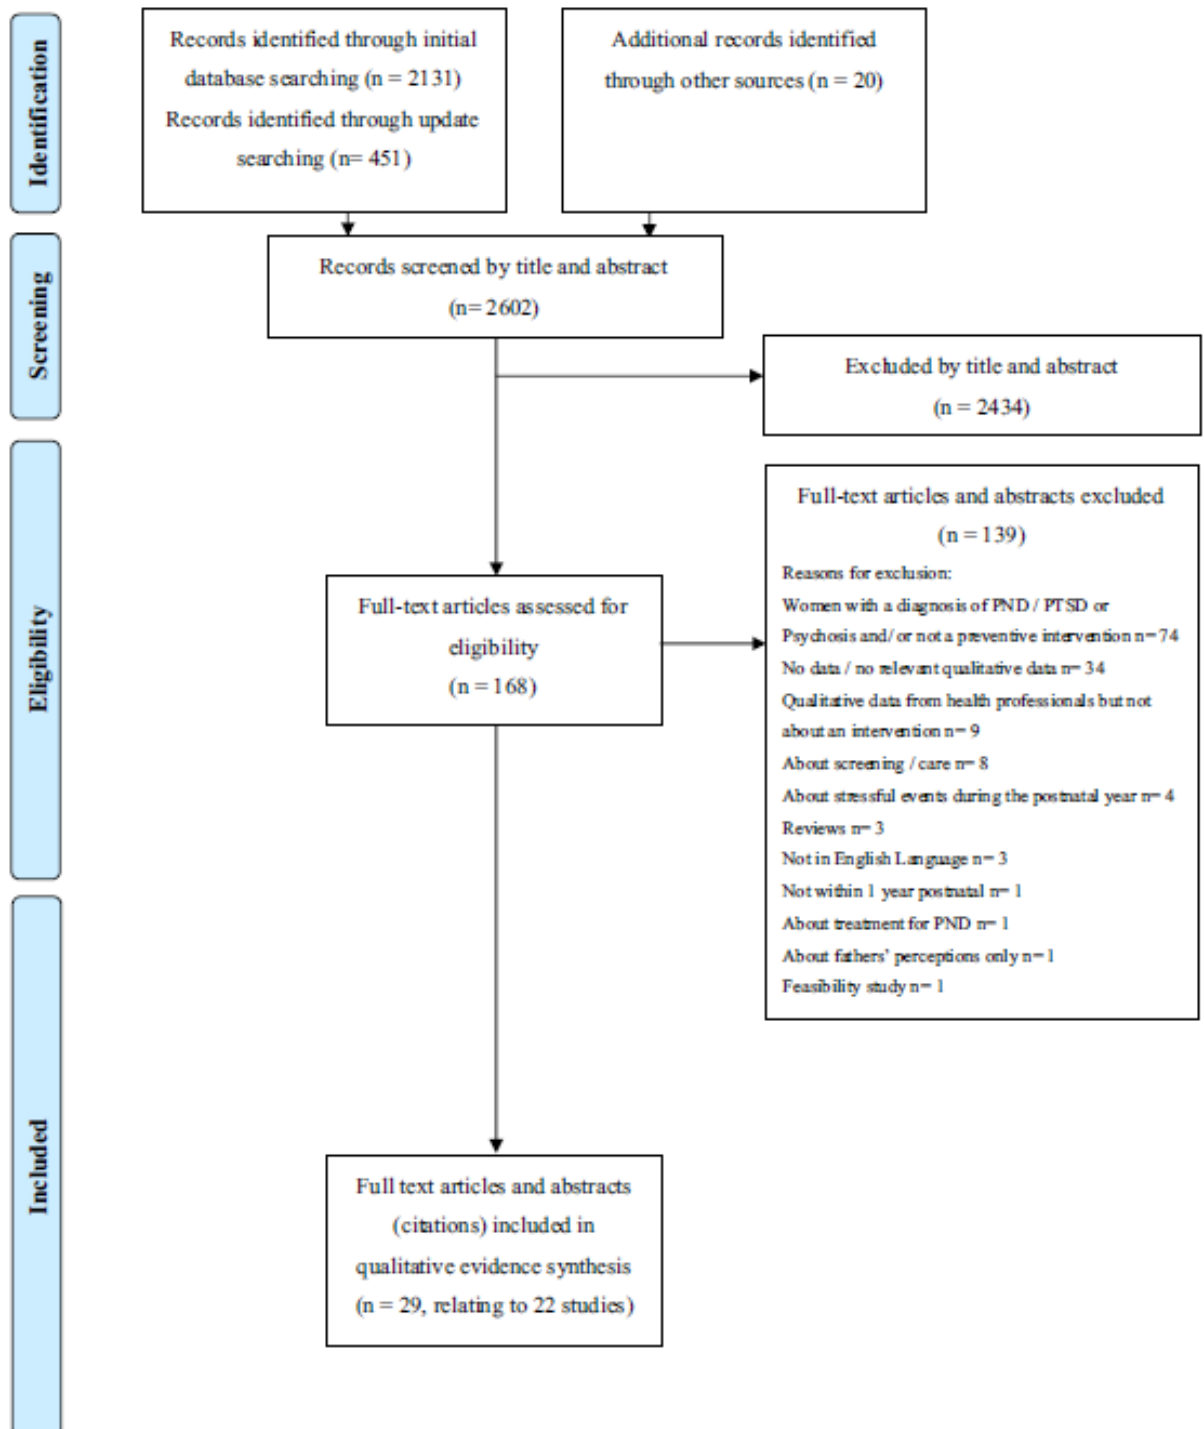 Identification
Records identified through initial
database searching (n = 2131)
Records identified through update
searching (n= 451)
Additional records identified
through other sources (n = 20)
Screening
Records screened by title and abstract
(n= 2602)
Excluded by title and abstract
(n = 2434)
Eligibility
Full-text articles assessed for
eligibility
(n = 168)
Full-text articles and abstracts excluded
(n = 139)
Reasons for exclusion:
Women with a diagnosis of PND / PTSD or
Psychosis and/ or not a preventive intervention n= 74
No data / no relevant qualitative data n= 34
Qualitative data from health professionals but not
about an intervention n= 9
About screening / care n= 8
About stressful events during the postnatal year n= 4
Reviews n= 3
Not in English Language n= 3
Not within 1 year postnatal n= 1
About treatment for PND n= 1
About fathers' perceptions only n= 1
Feasibility study n= 1
Included
Full text articles and abstracts
(citations) included in
qualitative evidence synthesis
(n = 29, relating to 22 studies)